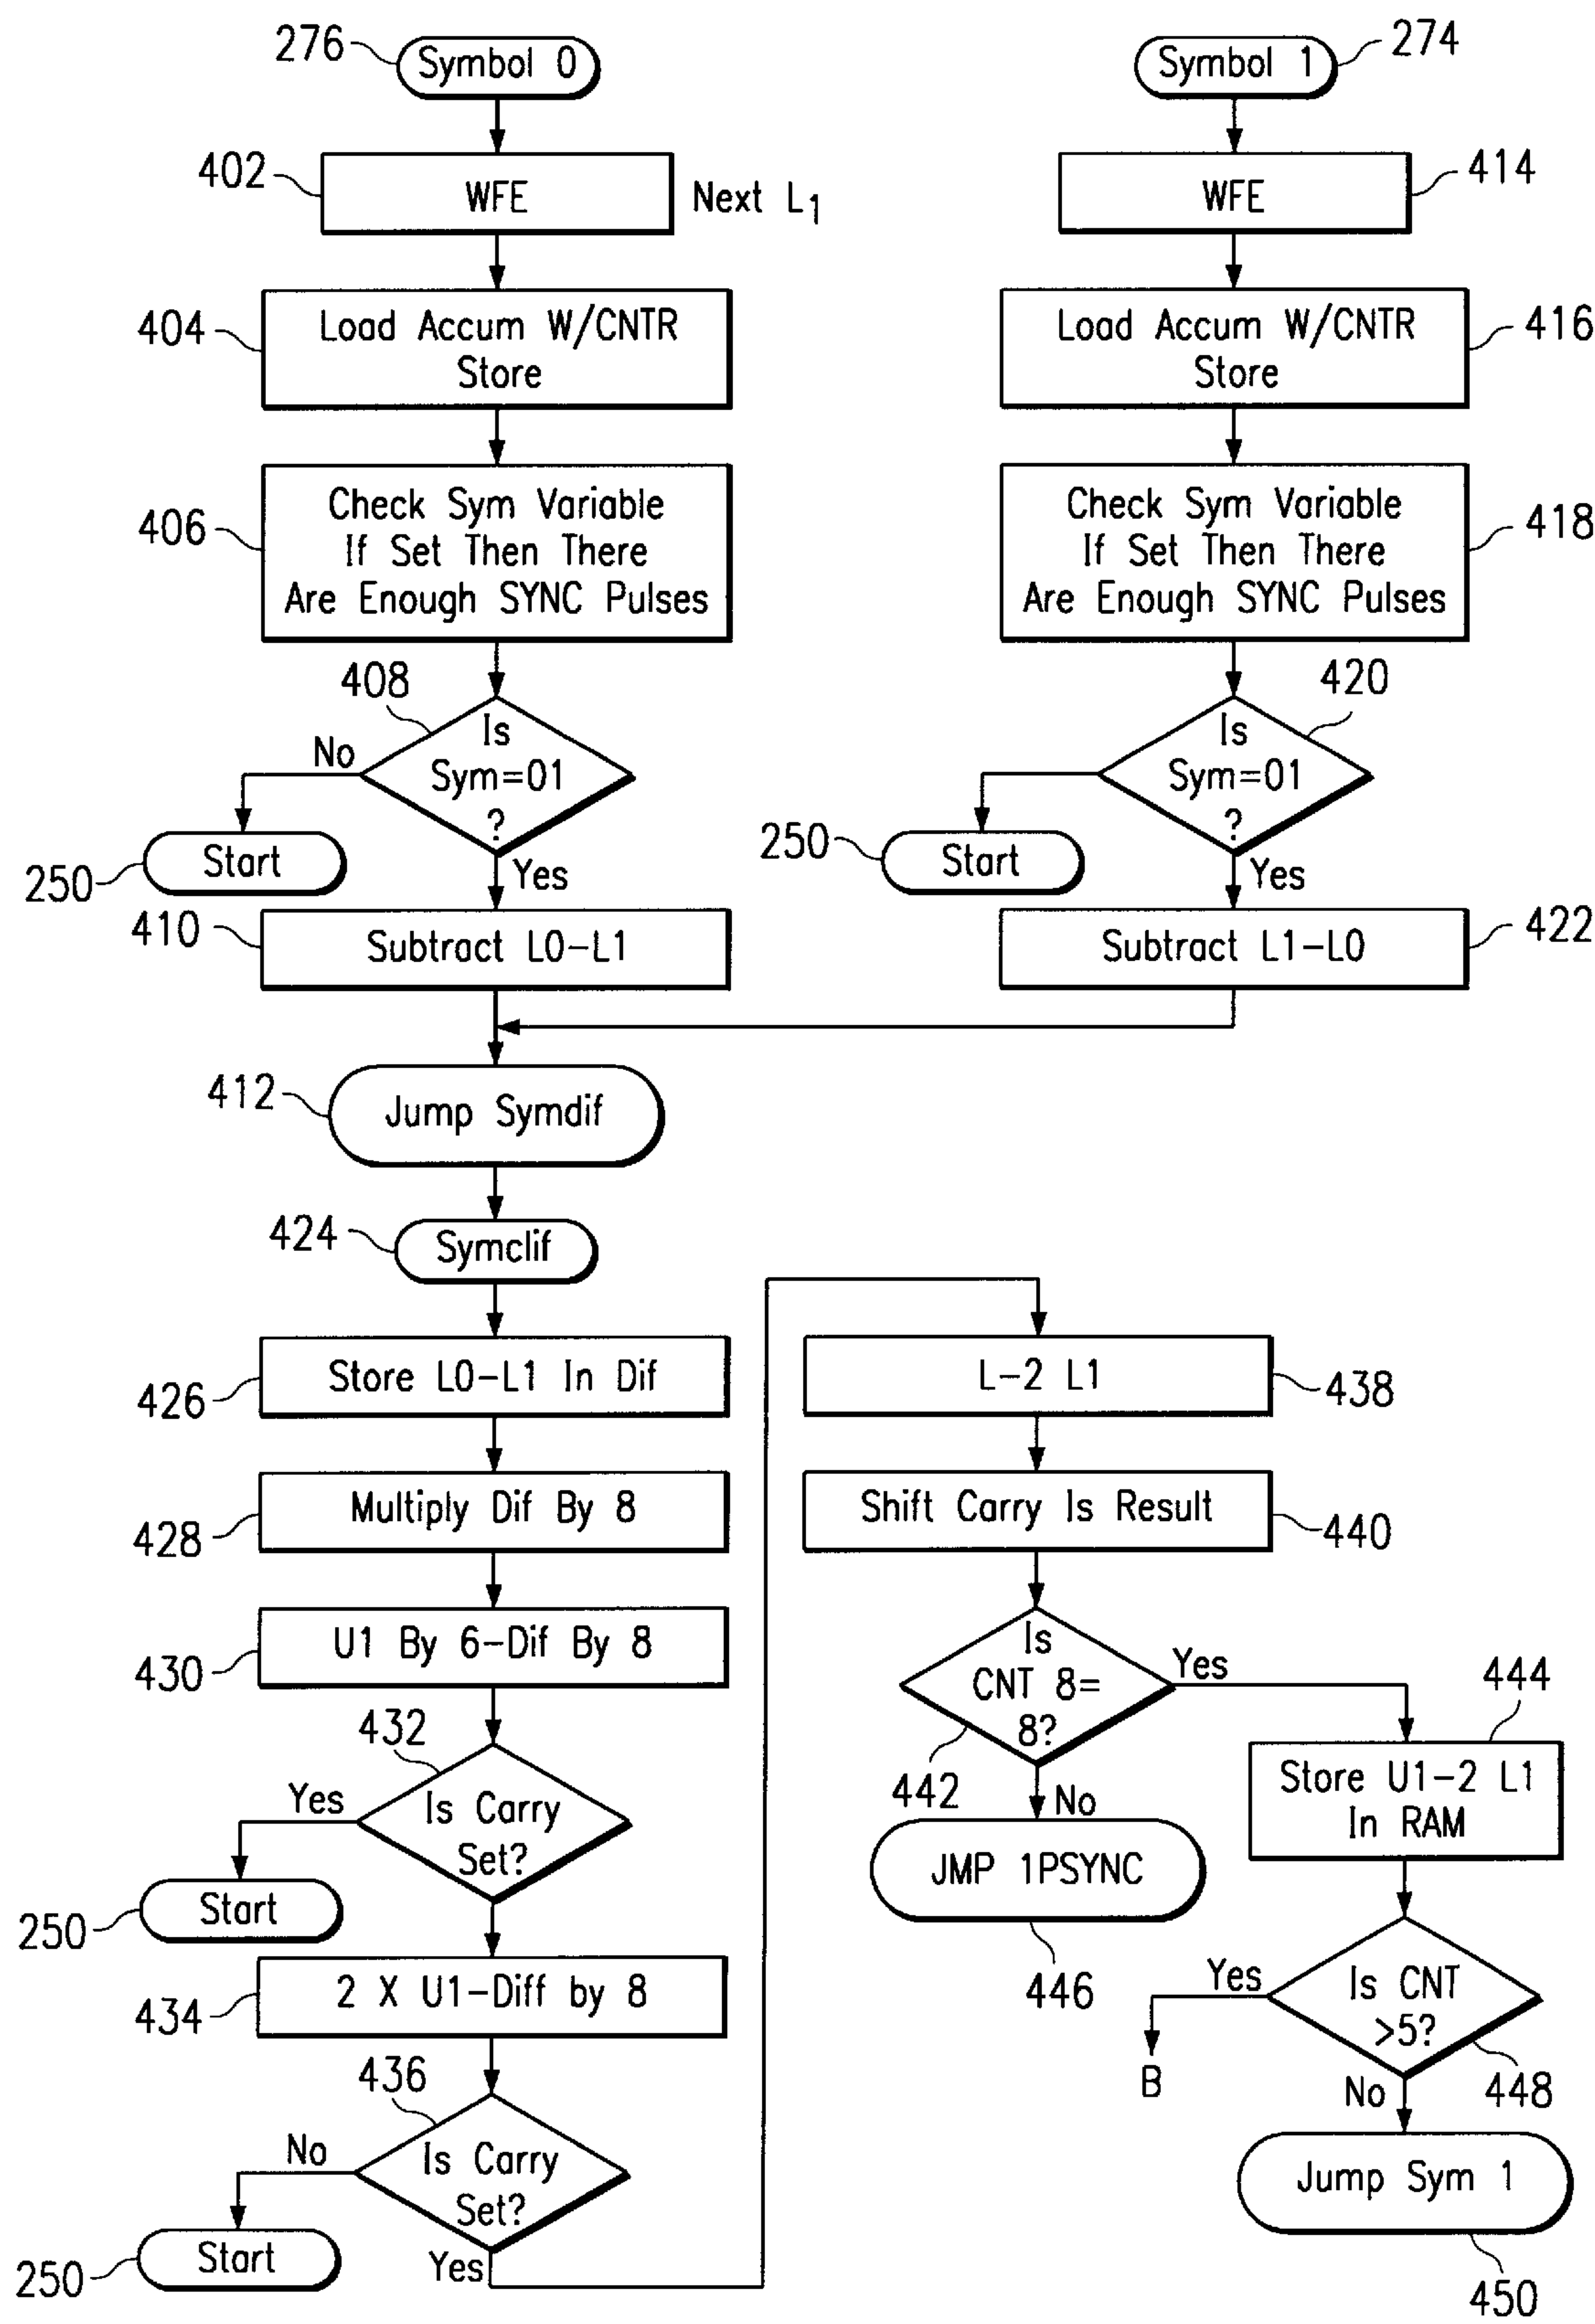 276
Symbol 0
402
WFE
Next L1
404
Load Accum W/CNTR
Store
406
Check Sym Variable
If Set Then There
Are Enough SYNC Pulses
408
Is
Sym=01
?
No
Yes
250
Start
410
Subtract L0-L1
Symbol 1
274
WFE
414
Load Accum W/CNTR
Store
416
Check Sym Variable
If Set Then There
Are Enough SYNC Pulses
418
420
Is
Sym=01
?
Yes
250
Start
Subtract L1-L0
422
412
Jump Symdif
424
Symclif
426
Store L0-L1 In Dif
428
Multiply Dif By 8
430
U1 By 6-Dif By 8
432
Is Carry
Set?
Yes
250
Start
434
2 X U1-Diff by 8
436
Is Carry
Set?
No
250
Start
Yes
L-2 L1
438
Shift Carry Is Result
440
Is
CNT 8=
8?
Yes
442
No
JMP 1PSYNC
446
444
Store U1-2 L1
In RAM
Is CNT
>5?
Yes
B
448
No
Jump Sym 1
450